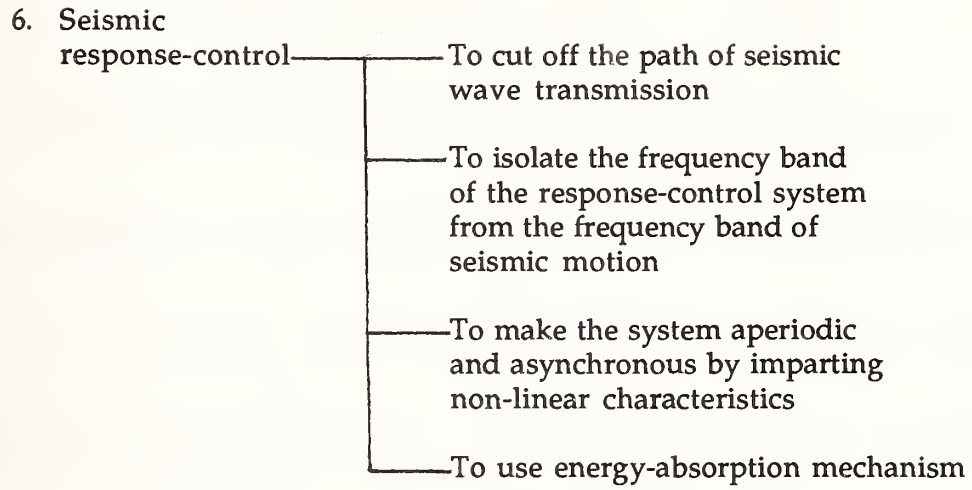 6. Seismic
response-control
To cut off the path of seismic
wave transmission
To isolate the frequency band
of the response-control system
from the frequency band of
seismic motion
To make the system aperiodic
and asynchronous by imparting
non-linear characteristics
To use energy-absorption mechanism